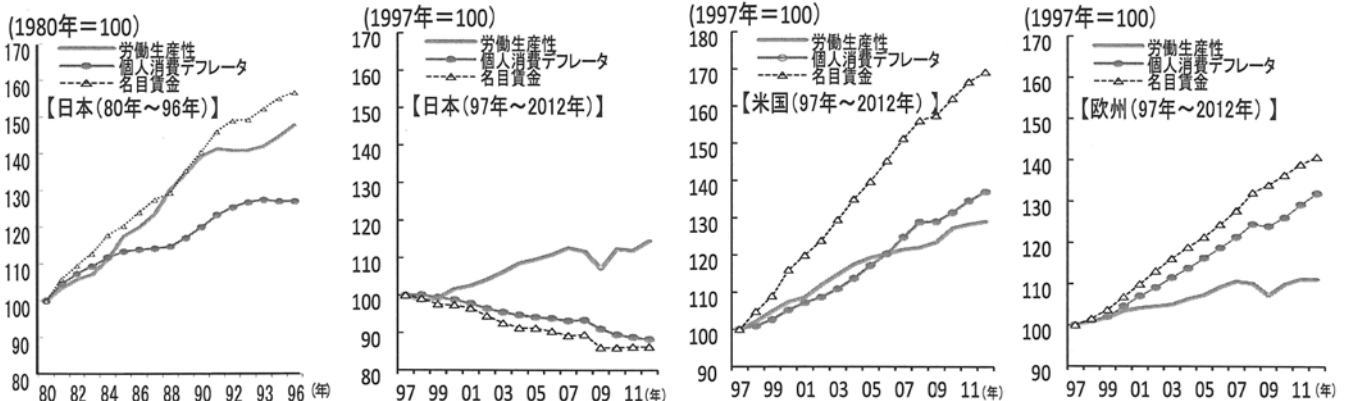 (1980年=100)
170
160
150
140
130
120
110
100
90
80
労働生産性
個人消費デフレータ
名目賃金
【日本(80年～96年)】
80 82 84 86 88 90 92 93 96 (年)
(1997年=100)
170
160
150
140
130
120
110
100
90
80
労働生産性
個人消費デフレータ
名目賃金
【日本(97年～2012年)】
97 99 01 03 05 07 09 11(年)
(1997年=100)
180
170
160
150
140
130
120
110
100
90
労働生産性
個人消費デフレータ
名目賃金
【米国(97年～2012年)】
97 99 01 03 05 07 09 11(年)
(1997年=100)
170
160
150
140
130
120
110
100
90
労働生産性
個人消費デフレータ
名目賃金
【欧州(97年～2012年)】
97 99 01 03 05 07 09 11(年)